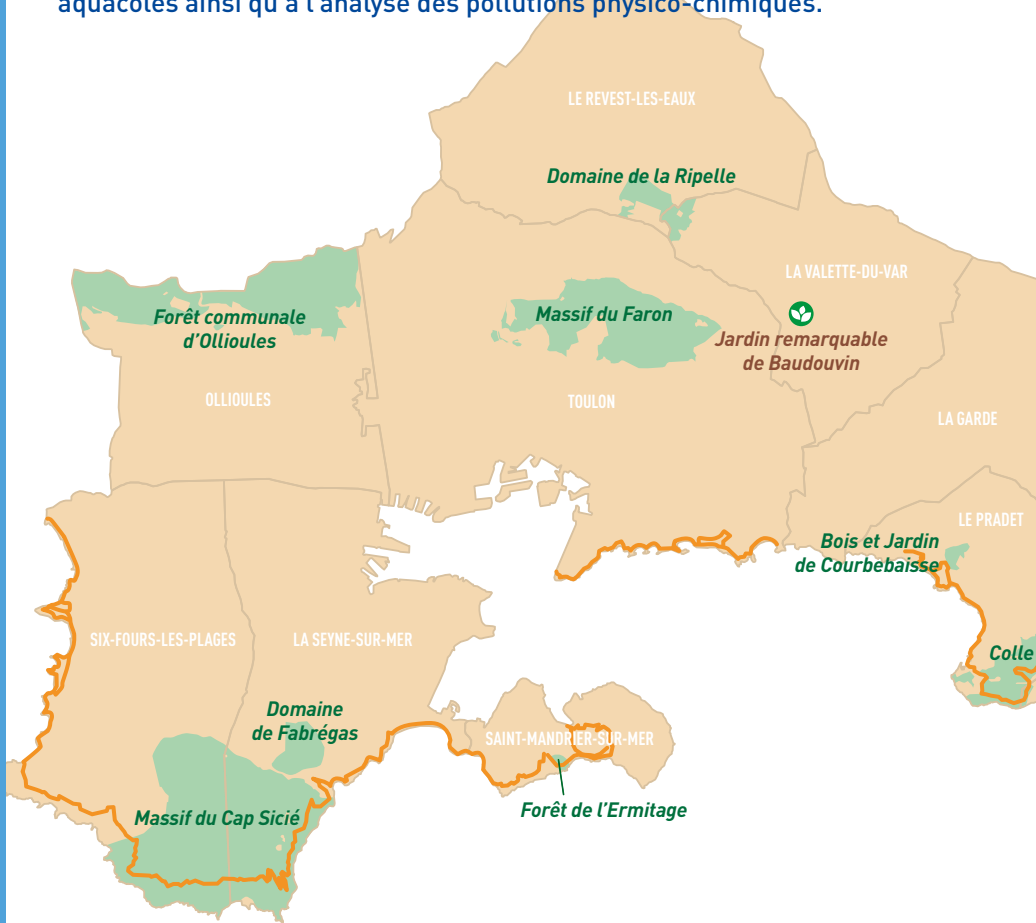 aquacoles ainsi qu'à l'analyse des pollutions physico-chimiques.
LE REVEST-LES-EAUX
Domaine de la Ripelle
LA VALETTE-DU-VAR
Forêt communale
d'Ollioules
Massif du Faron
Jardin remarquable
de Baudouvin
OLLIOULES
TOULON
LA GARDE
LE PRADET
Bois et Jardin
de Courbebaisse
SIX-FOURS-LES-PLAGES
LA SEYNE-SUR-MER
Colle
Domaine
de Fabrégas
SAINT-MANDRIER-SUR-MER
Forêt de l'Ermitage
Massif du Cap Sicié